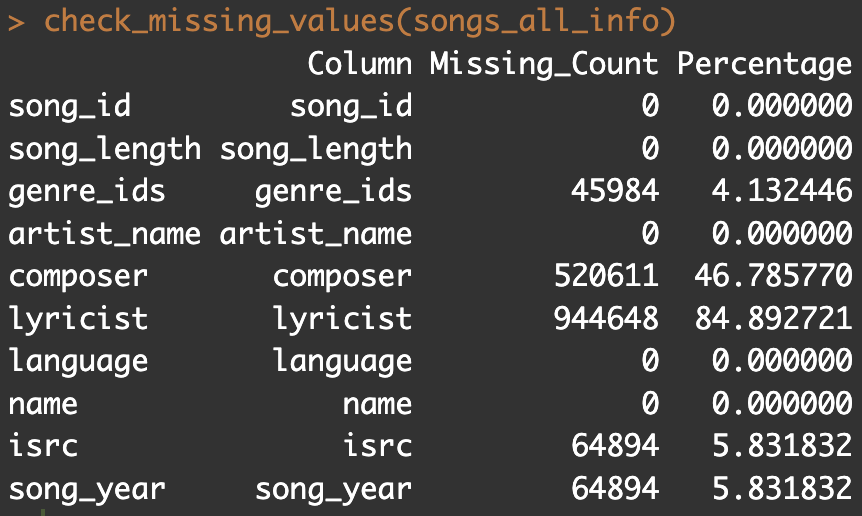 > check_missing_values(songs_all_info)
                 Column Missing_Count Percentage
song_id         song_id             0   0.000000
song_length song_length             0   0.000000
genre_ids     genre_ids         45984   4.132446
artist_name artist_name             0   0.000000
composer       composer        520611  46.785770
lyricist       lyricist        944648  84.892721
language       language             0   0.000000
name               name             0   0.000000
isrc               isrc         64894   5.831832
song_year     song_year         64894   5.831832